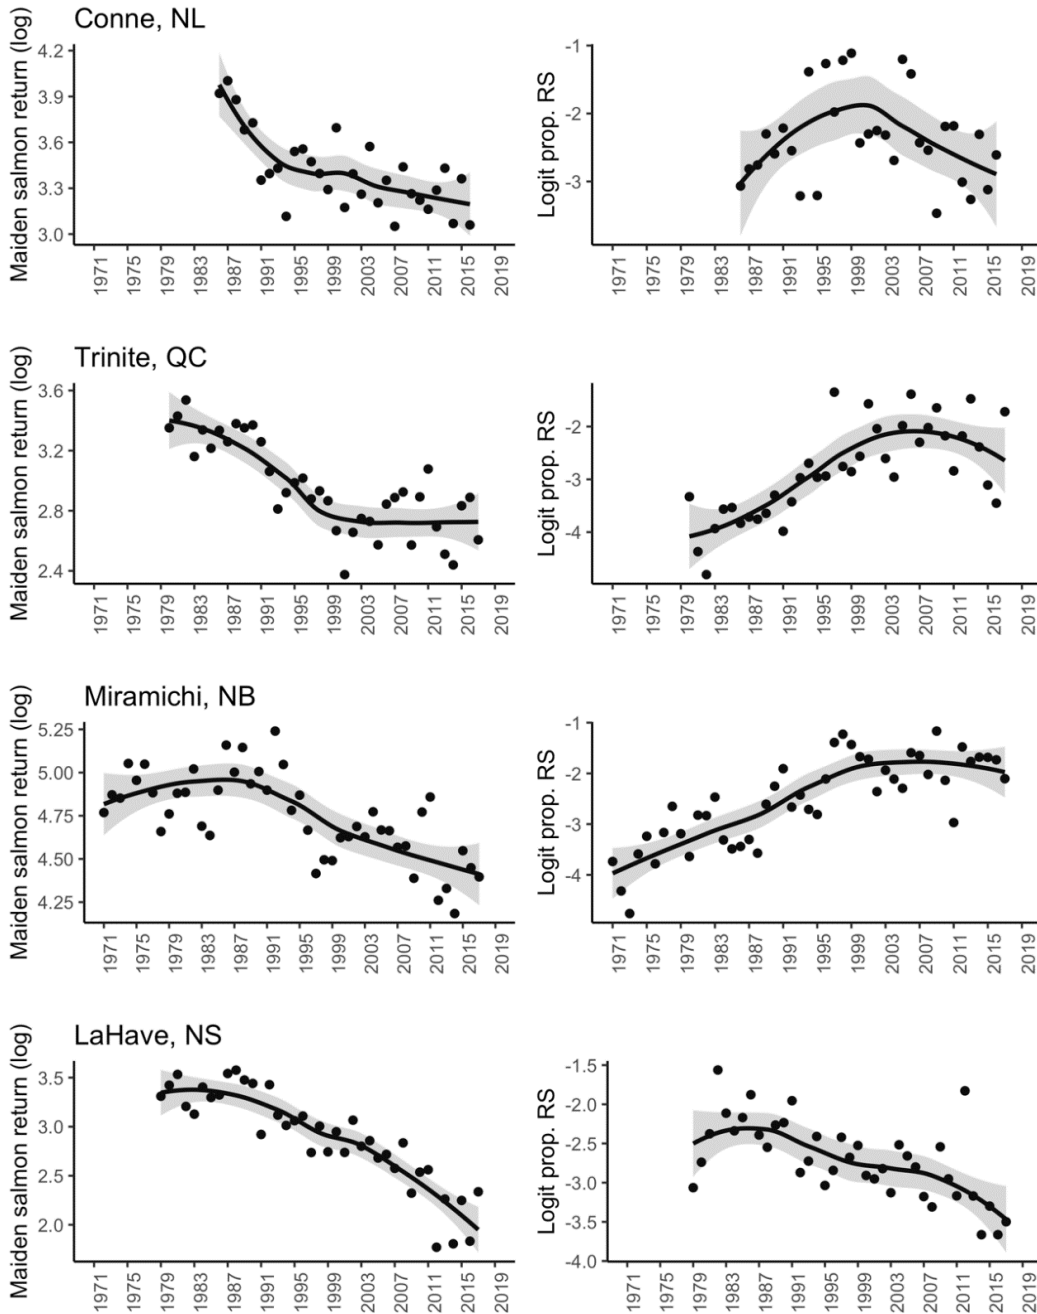 Conne, NL
Maiden salmon return (log)
4.2
3.9
3.6
3.3
3.0
1971 1975 1979 1983 1987 1991 1995 1999 2003 2007 2011 2015 2019
Logit prop. RS
-1
-2
-3
1971 1975 1979 1983 1987 1991 1995 1999 2003 2007 2011 2015 2019
Trinite, QC
Maiden salmon return (log)
3.6
3.2
2.8
2.4
1971 1975 1979 1983 1987 1991 1995 1999 2003 2007 2011 2015 2019
Logit prop. RS
-2
-3
-4
1971 1975 1979 1983 1987 1991 1995 1999 2003 2007 2011 2015 2019
Miramichi, NB
Maiden salmon return (log)
5.25
5.00
4.75
4.50
4.25
1971 1975 1979 1983 1987 1991 1995 1999 2003 2007 2011 2015 2019
Logit prop. RS
-1
-2
-3
-4
1971 1975 1979 1983 1987 1991 1995 1999 2003 2007 2011 2015 2019
LaHave, NS
Maiden salmon return (log)
3.5
3.0
2.5
2.0
1971 1975 1979 1983 1987 1991 1995 1999 2003 2007 2011 2015 2019
Logit prop. RS
-1.5
-2.0
-2.5
-3.0
-3.5
-4.0
1971 1975 1979 1983 1987 1991 1995 1999 2003 2007 2011 2015 2019